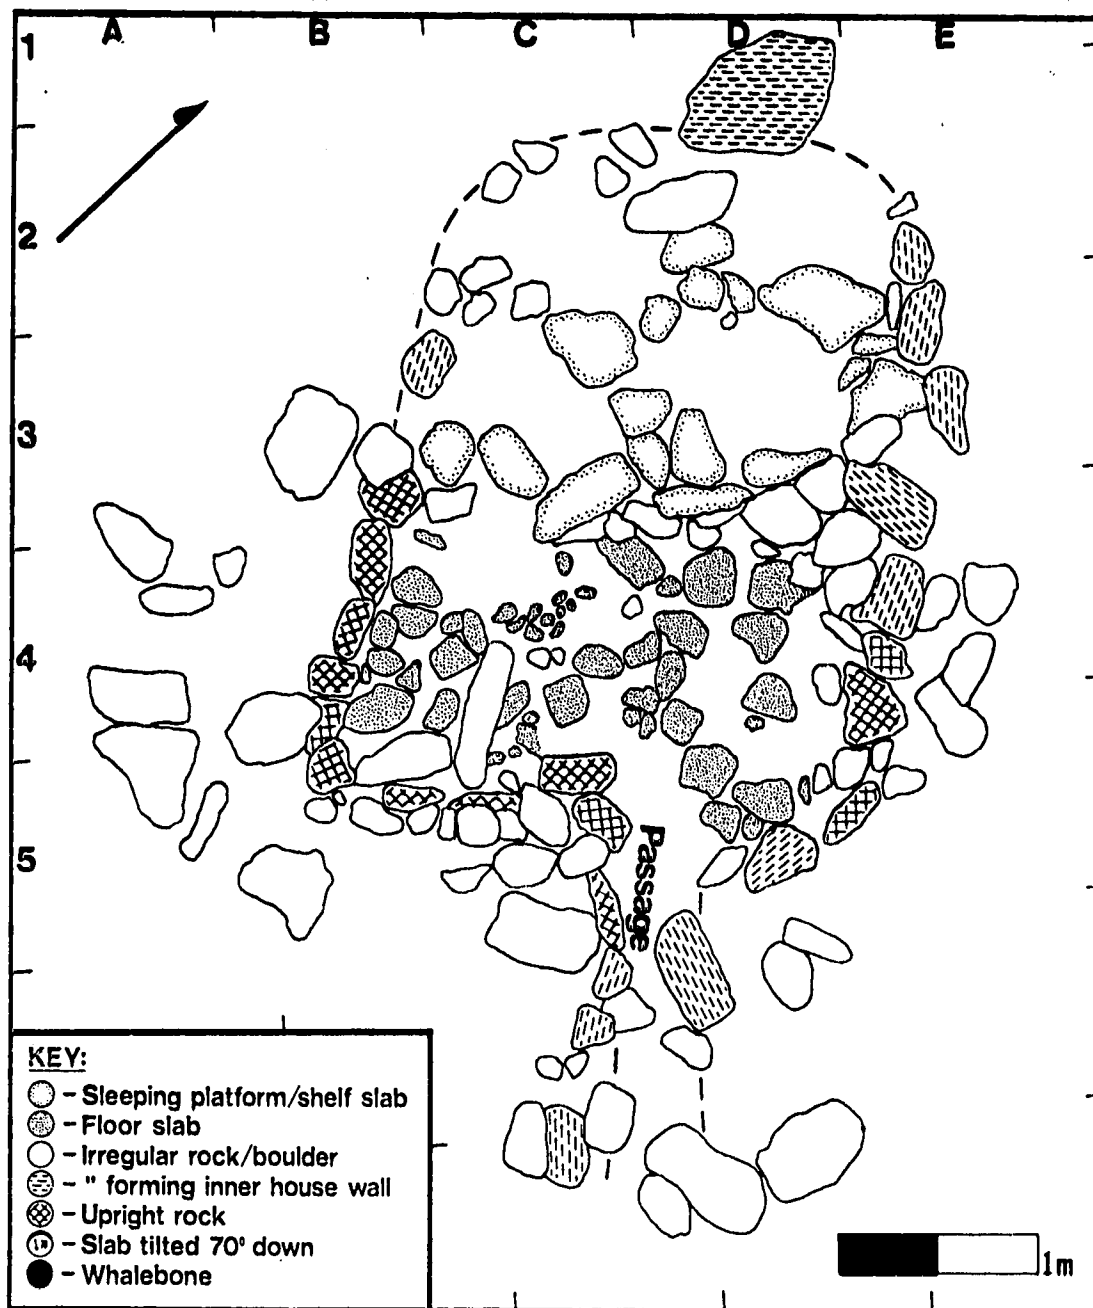 A B C D E
1
2
3
4
5
Passage
KEY:
- Sleeping platform/shelf slab
- Floor slab
- Irregular rock/boulder
- " forming inner house wall
- Upright rock
- Slab tilted 70° down
- Whalebone
1m